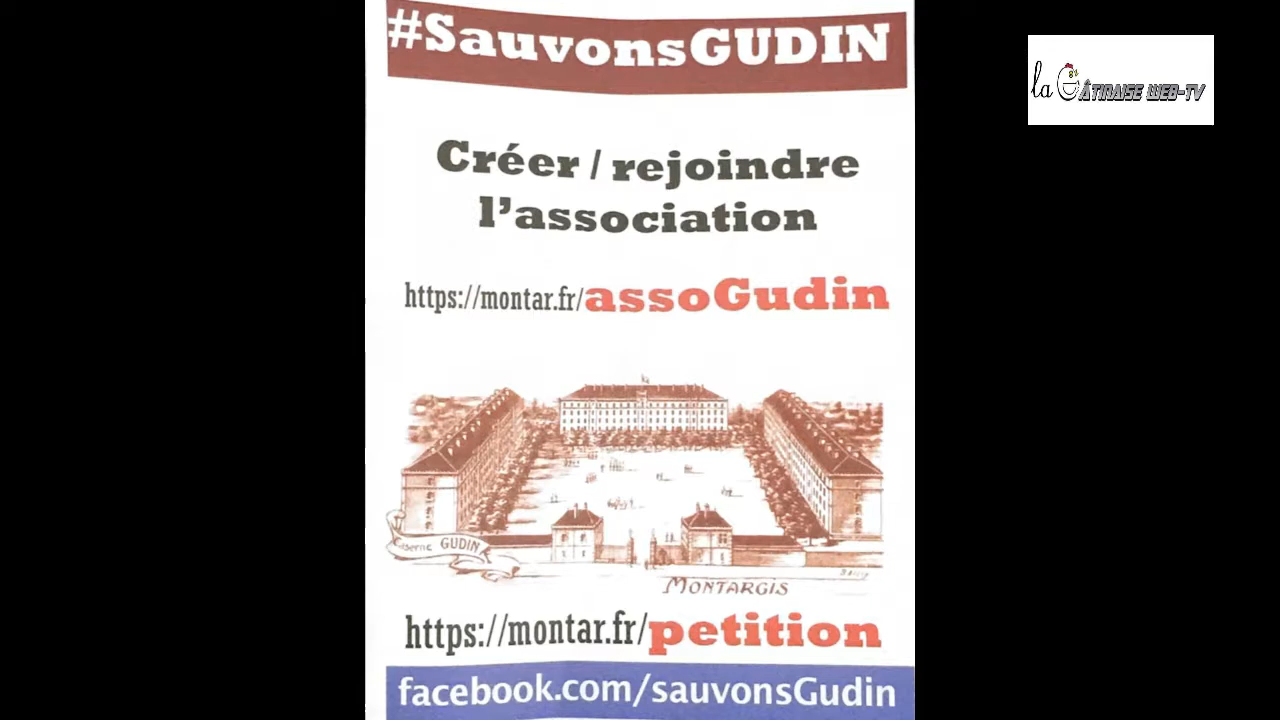 #SauvonsGUDIN
la GÂTINAISE WEB-TV
Créer / rejoindre
l'association
https://montar.fr/assoGudin
Caserne GUDIN
MONTARGIS
https://montar.fr/petition
facebook.com/sauvonsGudin